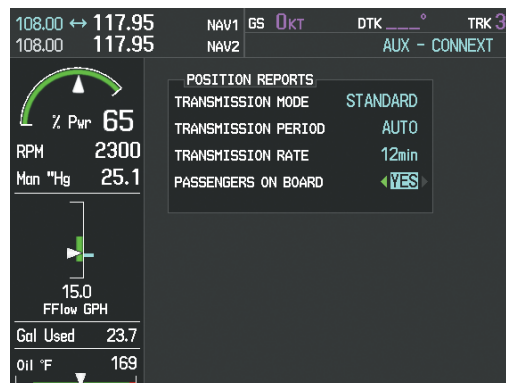 108.00 ↔ 117.95 NAV1 GS 0KT DTK ___° TRK 3
108.00 117.95 NAV2 AUX – CONNEXT
POSITION REPORTS
TRANSMISSION MODE STANDARD
TRANSMISSION PERIOD AUTO
TRANSMISSION RATE 12min
PASSENGERS ON BOARD YES
% Pwr 65
RPM 2300
Man "Hg 25.1
15.0
FFlow GPH
Gal Used 23.7
Oil °F 169